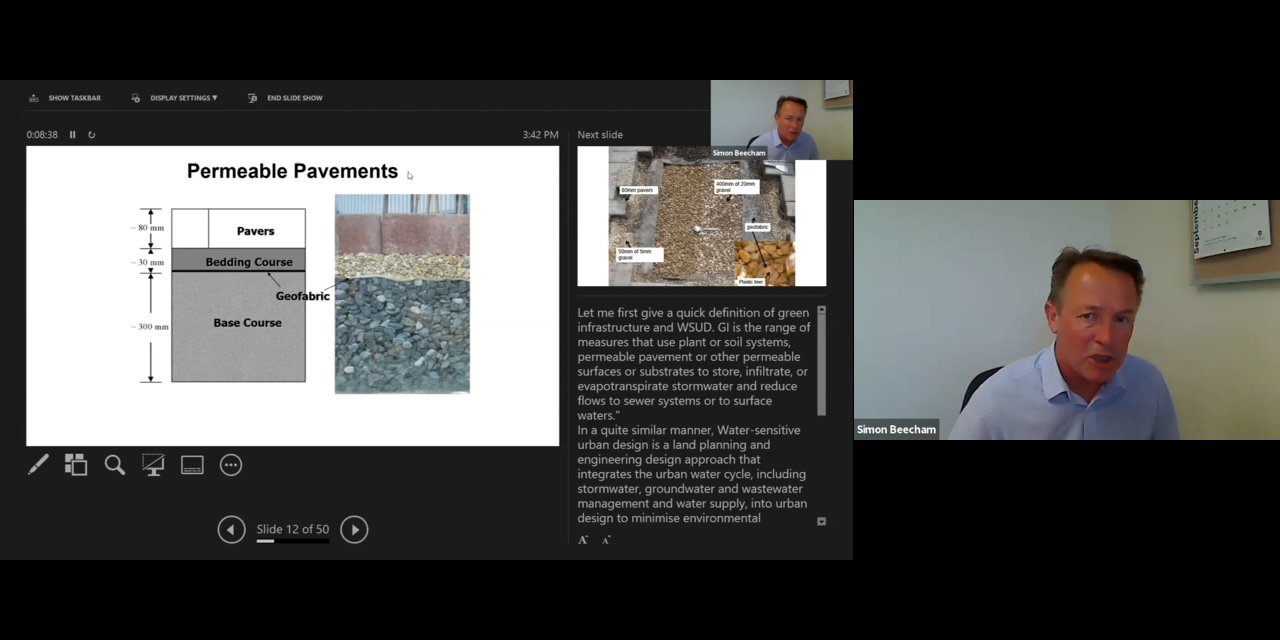 SHOW TASKBAR
DISPLAY SETTINGS ▼
END SLIDE SHOW
0:08:38
3:42 PM
Next slide
Simon Beecham
Permeable Pavements
~ 80 mm
Pavers
~ 30 mm
Bedding Course
Geofabric
~ 300 mm
Base Course
80mm pavers
400mm of 20mm
gravel
geofabric
50mm of 5mm
gravel
Plastic liner
Let me first give a quick definition of green
infrastructure and WSUD. GI is the range of
measures that use plant or soil systems,
permeable pavement or other permeable
surfaces or substrates to store, infiltrate, or
evapotranspirate stormwater and reduce
flows to sewer systems or to surface
waters."
In a quite similar manner, Water-sensitive
urban design is a land planning and
engineering design approach that
integrates the urban water cycle, including
stormwater, groundwater and wastewater
management and water supply, into urban
design to minimise environmental
Slide 12 of 50
A A
September
Simon Beecham